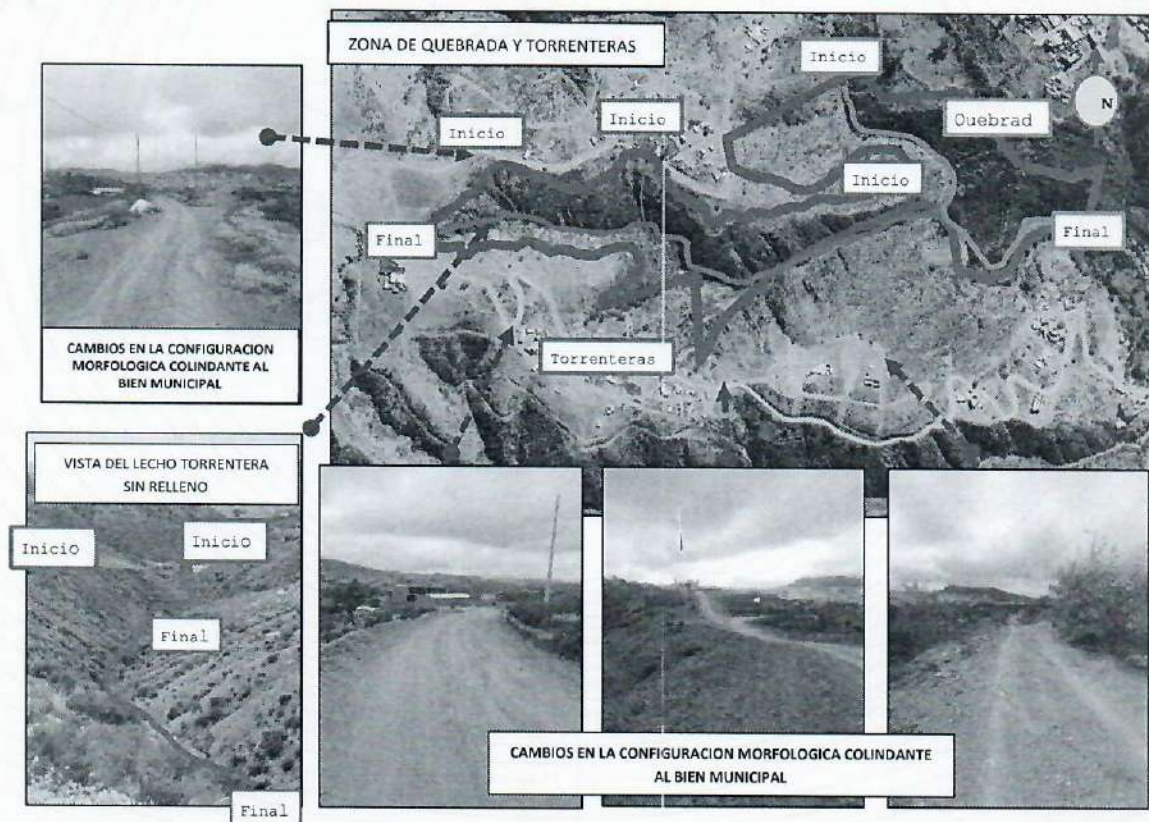 ZONA DE QUEBRADA Y TORRENTERAS
Inicio
Inicio
Inicio
Ouebrad
N
Inicio
Final
Final
Torrenteras
CAMBIOS EN LA CONFIGURACION
MORFOLOGICA COLINDANTE AL
BIEN MUNICIPAL
VISTA DEL LECHO TORRENTERA
SIN RELLENO
Inicio
Inicio
Final
Final
CAMBIOS EN LA CONFIGURACION MORFOLOGICA COLINDANTE
AL BIEN MUNICIPAL